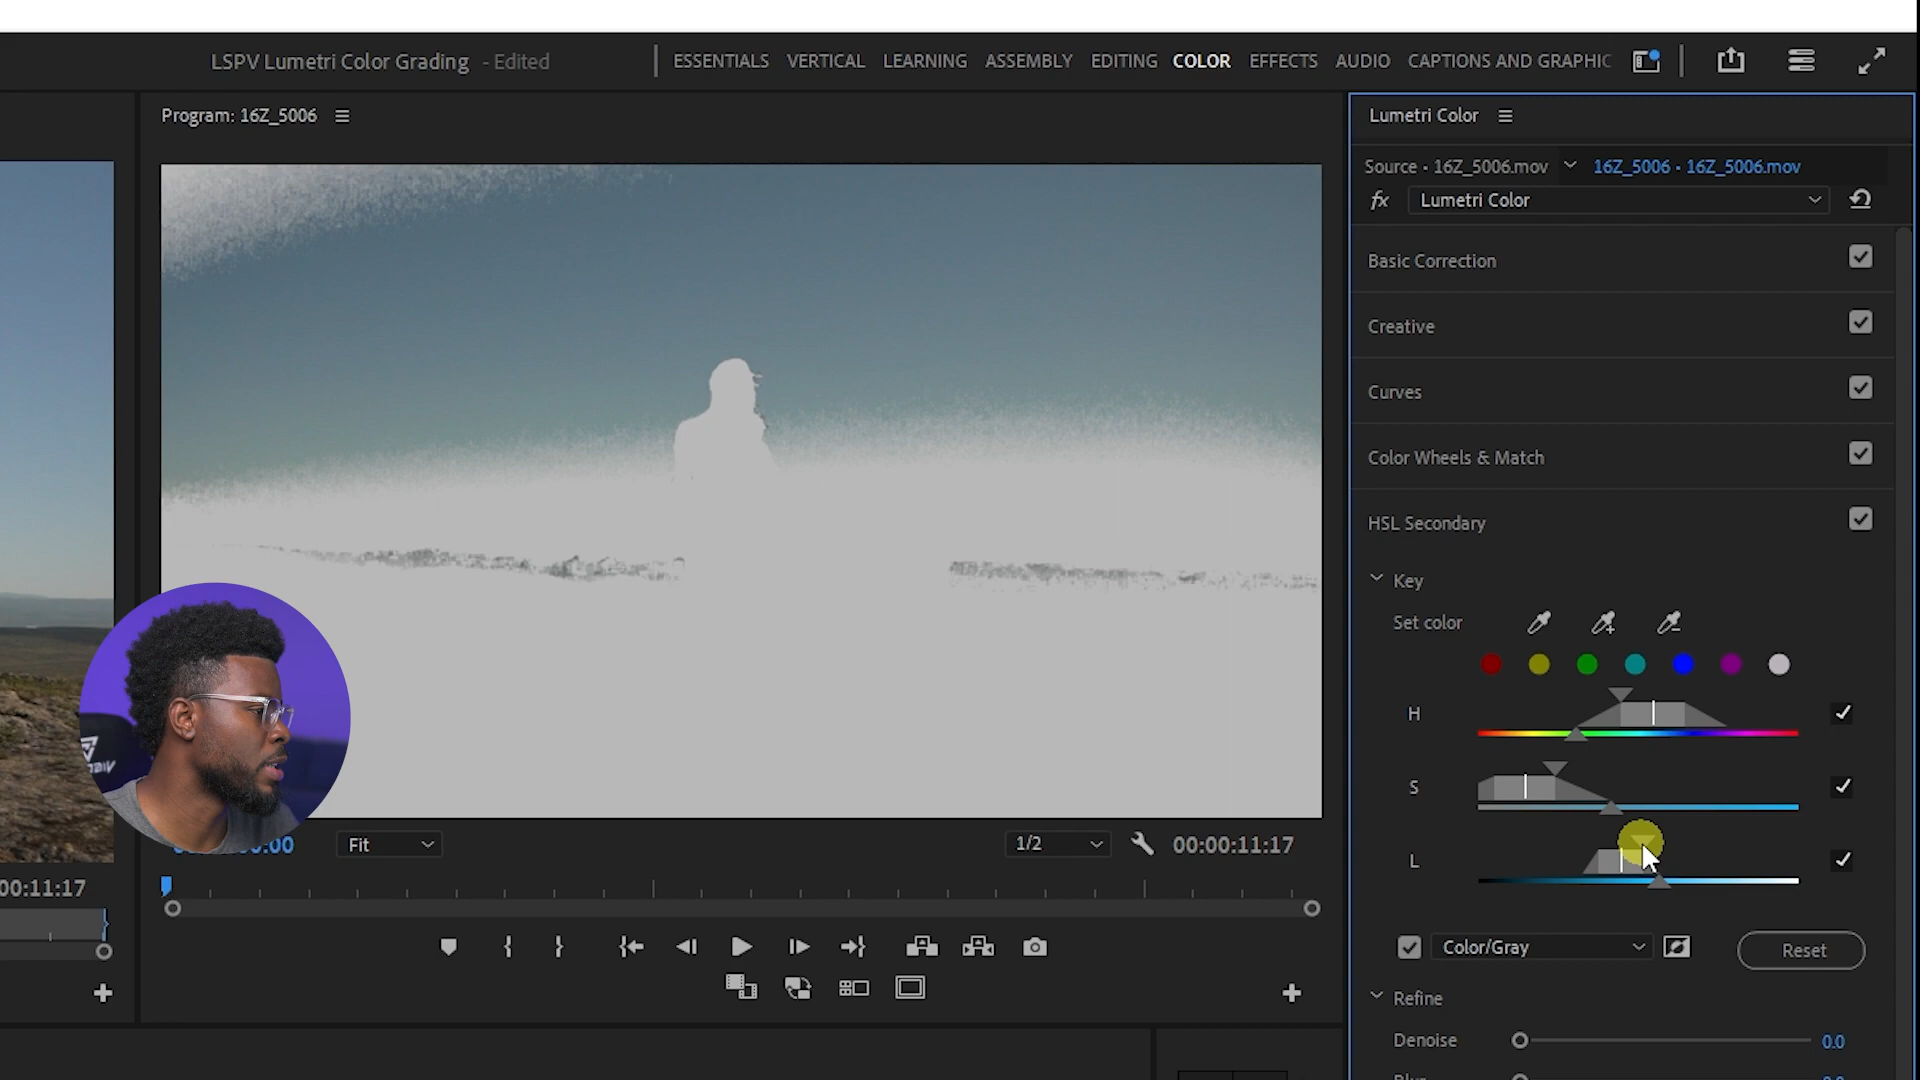 LSPV Lumetri Color Grading - Edited
ESSENTIALS VERTICAL LEARNING ASSEMBLY EDITING COLOR EFFECTS AUDIO CAPTIONS AND GRAPHIC
Program: 16Z_5006
Lumetri Color
Source • 16Z_5006.mov 16Z_5006 • 16Z_5006.mov
fx Lumetri Color
Basic Correction
Creative
Curves
Color Wheels & Match
HSL Secondary
Key
Set color
H
S
L
Color/Gray Reset
Refine
Denoise 0.0
Fit 1/2 00:00:11:17
00:11:17